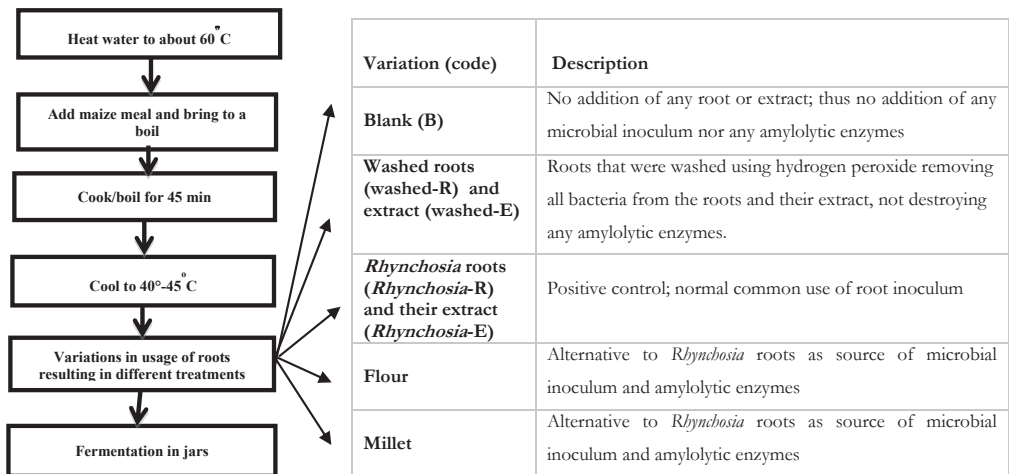 Heat water to about 60°C
Add maize meal and bring to a
boil
Cook/boil for 45 min
Cool to 40°-45°C
Variations in usage of roots
resulting in different treatments
Fermentation in jars
Variation (code) Description
Blank (B)
No addition of any root or extract; thus no addition of any
microbial inoculum nor any amylolytic enzymes
Washed roots
(washed-R) and
extract (washed-E)
Roots that were washed using hydrogen peroxide removing
all bacteria from the roots and their extract, not destroying
any amylolytic enzymes.
Rhynchosia roots
(Rhynchosia-R)
and their extract
(Rhynchosia-E)
Positive control; normal common use of root inoculum
Flour
Alternative to Rhynchosia roots as source of microbial
inoculum and amylolytic enzymes
Millet
Alternative to Rhynchosia roots as source of microbial
inoculum and amylolytic enzymes